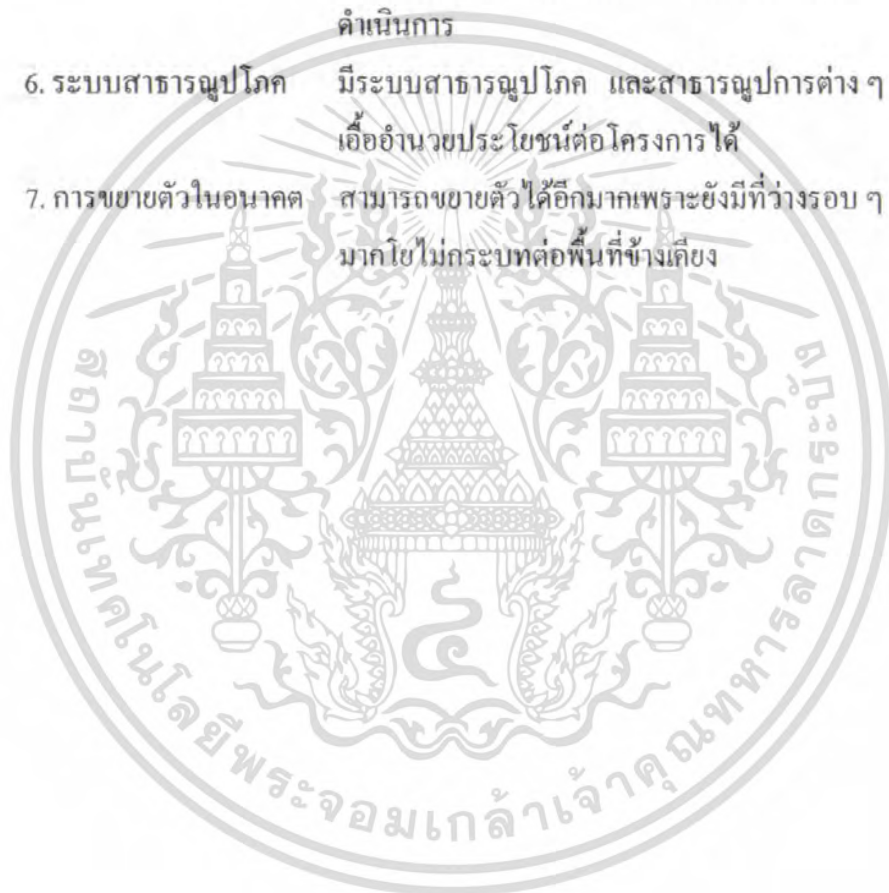 ดำเนินการ
6. ระบบสาธารณูปโภค มีระบบสาธารณูปโภค และสาธารณูปการต่าง ๆ
เอื้ออำนวยประโยชน์ต่อโครงการได้
7. การขยายตัวในอนาคต สามารถขยายตัวได้อีกมากเพราะยังมีที่ว่างรอบ ๆ
มากโยไม่กระบทต่อพื้นที่ข้างเคียง
สถาบันเทคโนโลยีพระจอมเกล้าเจ้าคุณทหารลาดกระบัง
๔